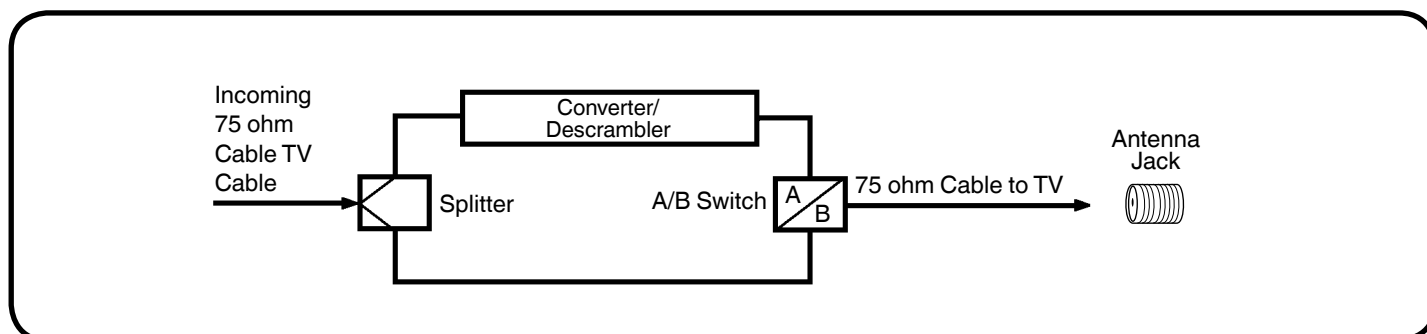 Incoming
75 ohm
Cable TV
Cable
Converter/
Descrambler
Splitter
A/B Switch
A
B
75 ohm Cable to TV
Antenna
Jack